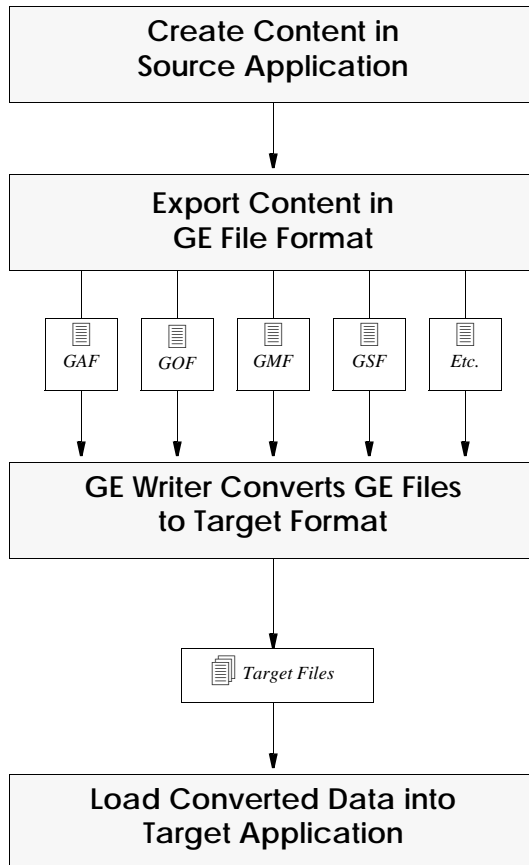 Create Content in
Source Application
Export Content in
GE File Format
GAF
GOF
GMF
GSF
Etc.
GE Writer Converts GE Files
to Target Format
Target Files
Load Converted Data into
Target Application